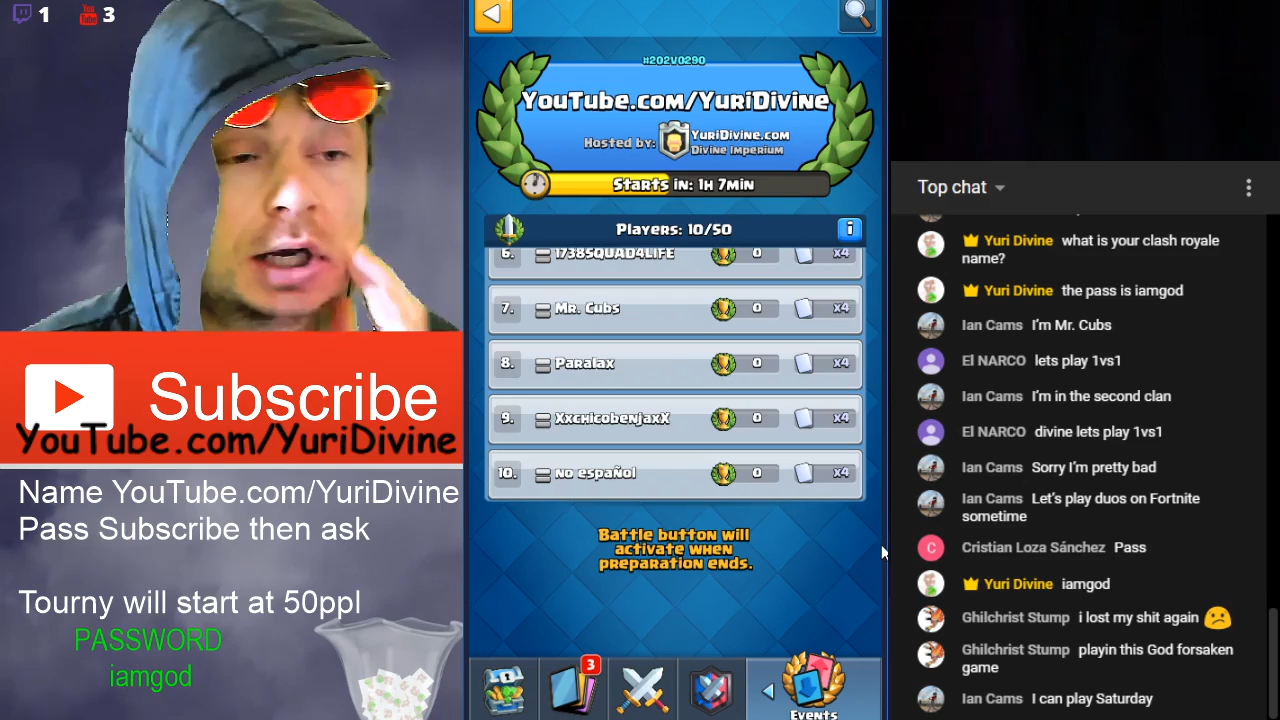 1 3
#202V0290
YouTube.com/YuriDivine
Hosted by: YuriDivine.com
Divine Imperium
Starts in: 1H 7min
Players: 10/50
i
6. 1738SQUAD4LIFE 0 x4
7. Mr. Cubs 0 x4
8. Paralax 0 x4
9. XxchicobenjaxX 0 x4
10. no español 0 x4
Battle button will
activate when
preparation ends.
3
Events
Subscribe
YouTube.com/YuriDivine
Name YouTube.com/YuriDivine
Pass Subscribe then ask
Tourny will start at 50ppl
PASSWORD
iamgod
Top chat
Yuri Divine what is your clash royale
name?
Yuri Divine the pass is iamgod
Ian Cams I'm Mr. Cubs
El NARCO lets play 1vs1
Ian Cams I'm in the second clan
El NARCO divine lets play 1vs1
Ian Cams Sorry I'm pretty bad
Ian Cams Let's play duos on Fortnite
sometime
C Cristian Loza Sánchez Pass
Yuri Divine iamgod
Ghilchrist Stump i lost my shit again
Ghilchrist Stump playin this God forsaken
game
Ian Cams I can play Saturday